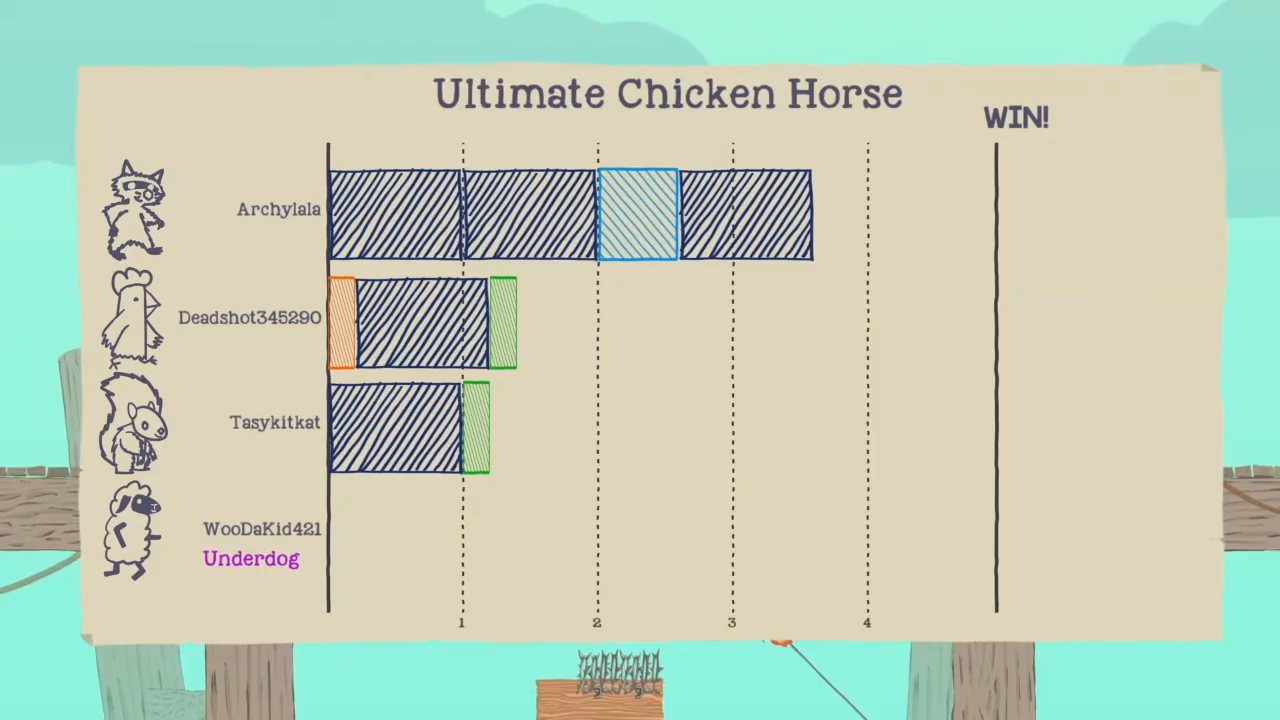 Ultimate Chicken Horse
WIN!
Archylala
Deadshot345290
Tasykitkat
WooDaKid421
Underdog
1 2 3 4